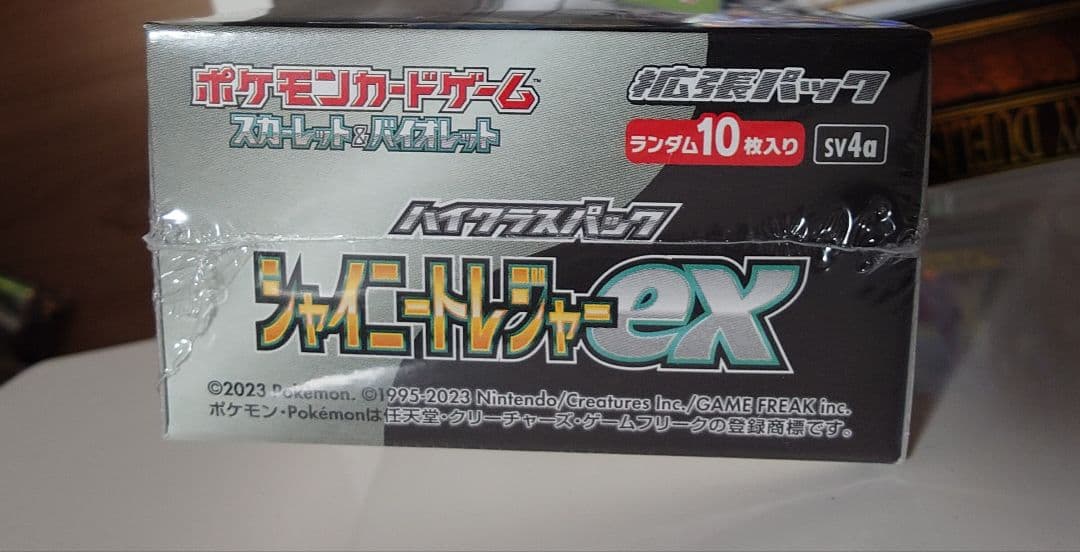 ポケモンカードゲーム™
スカーレット&バイオレット
拡張パック
ランダム10枚入り
sv4a
ハイクラスパック
シャイニートレジャーex
©2023 Pokémon. ©1995-2023 Nintendo/Creatures Inc./GAME FREAK inc.
ポケモン・Pokémonは任天堂・クリーチャーズ・ゲームフリークの登録商標です。
DUEL